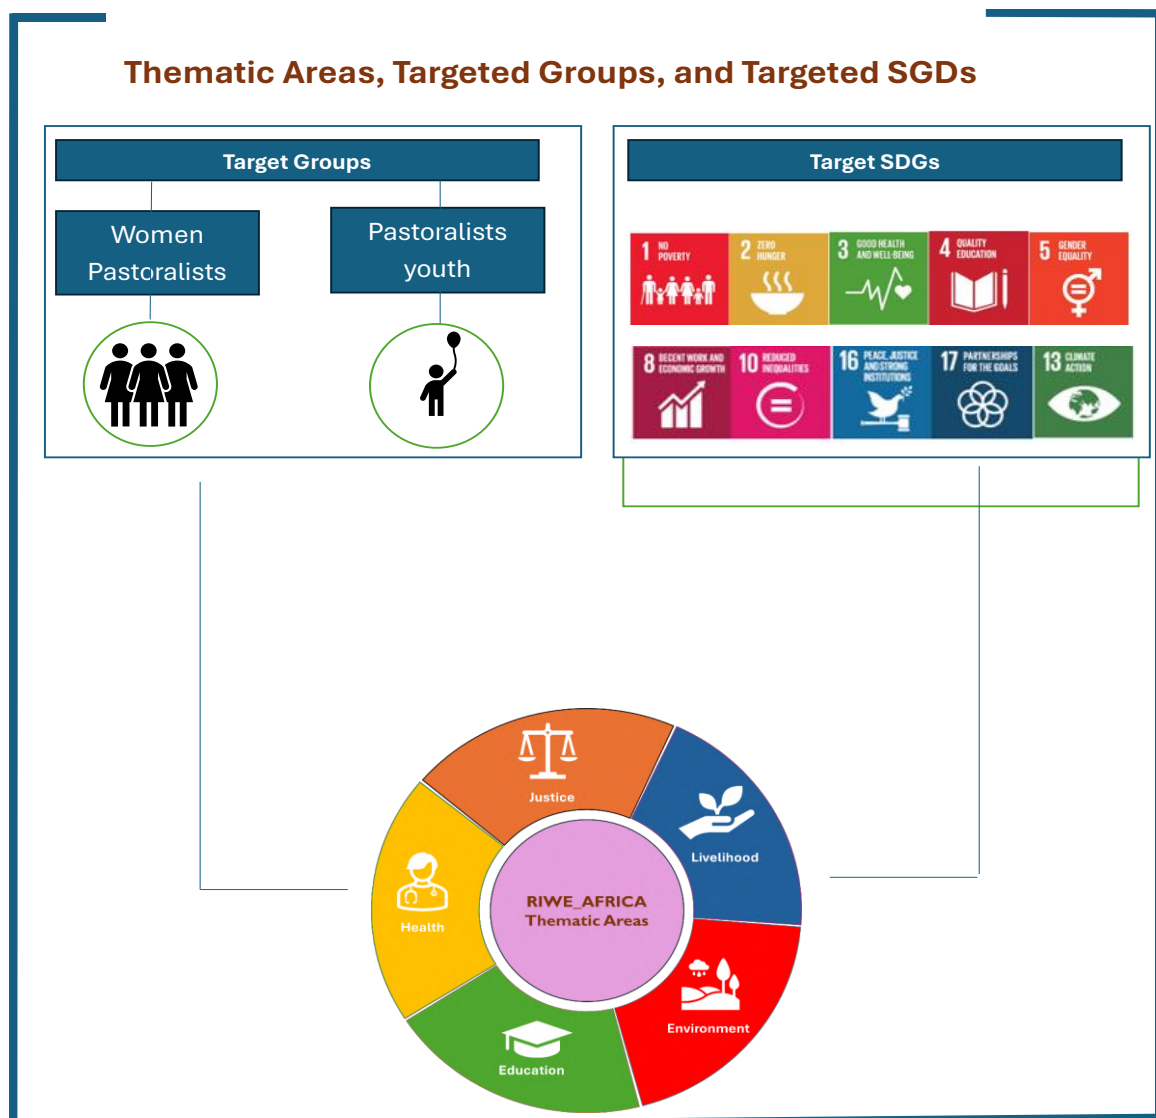 Thematic Areas, Targeted Groups, and Targeted SGDs
Target Groups
Women
Pastoralists
Pastoralists
youth
Target SDGs
1 NO
POVERTY
2 ZERO
HUNGER
3 GOOD HEALTH
AND WELL-BEING
4 QUALITY
EDUCATION
5 GENDER
EQUALITY
8 DECENT WORK AND
ECONOMIC GROWTH
10 REDUCED
INEQUALITIES
16 PEACE, JUSTICE
AND STRONG
INSTITUTIONS
17 PARTNERSHIPS
FOR THE GOALS
13 CLIMATE
ACTION
Justice
Livelihood
Health
RIWE_AFRICA
Thematic Areas
Environment
Education